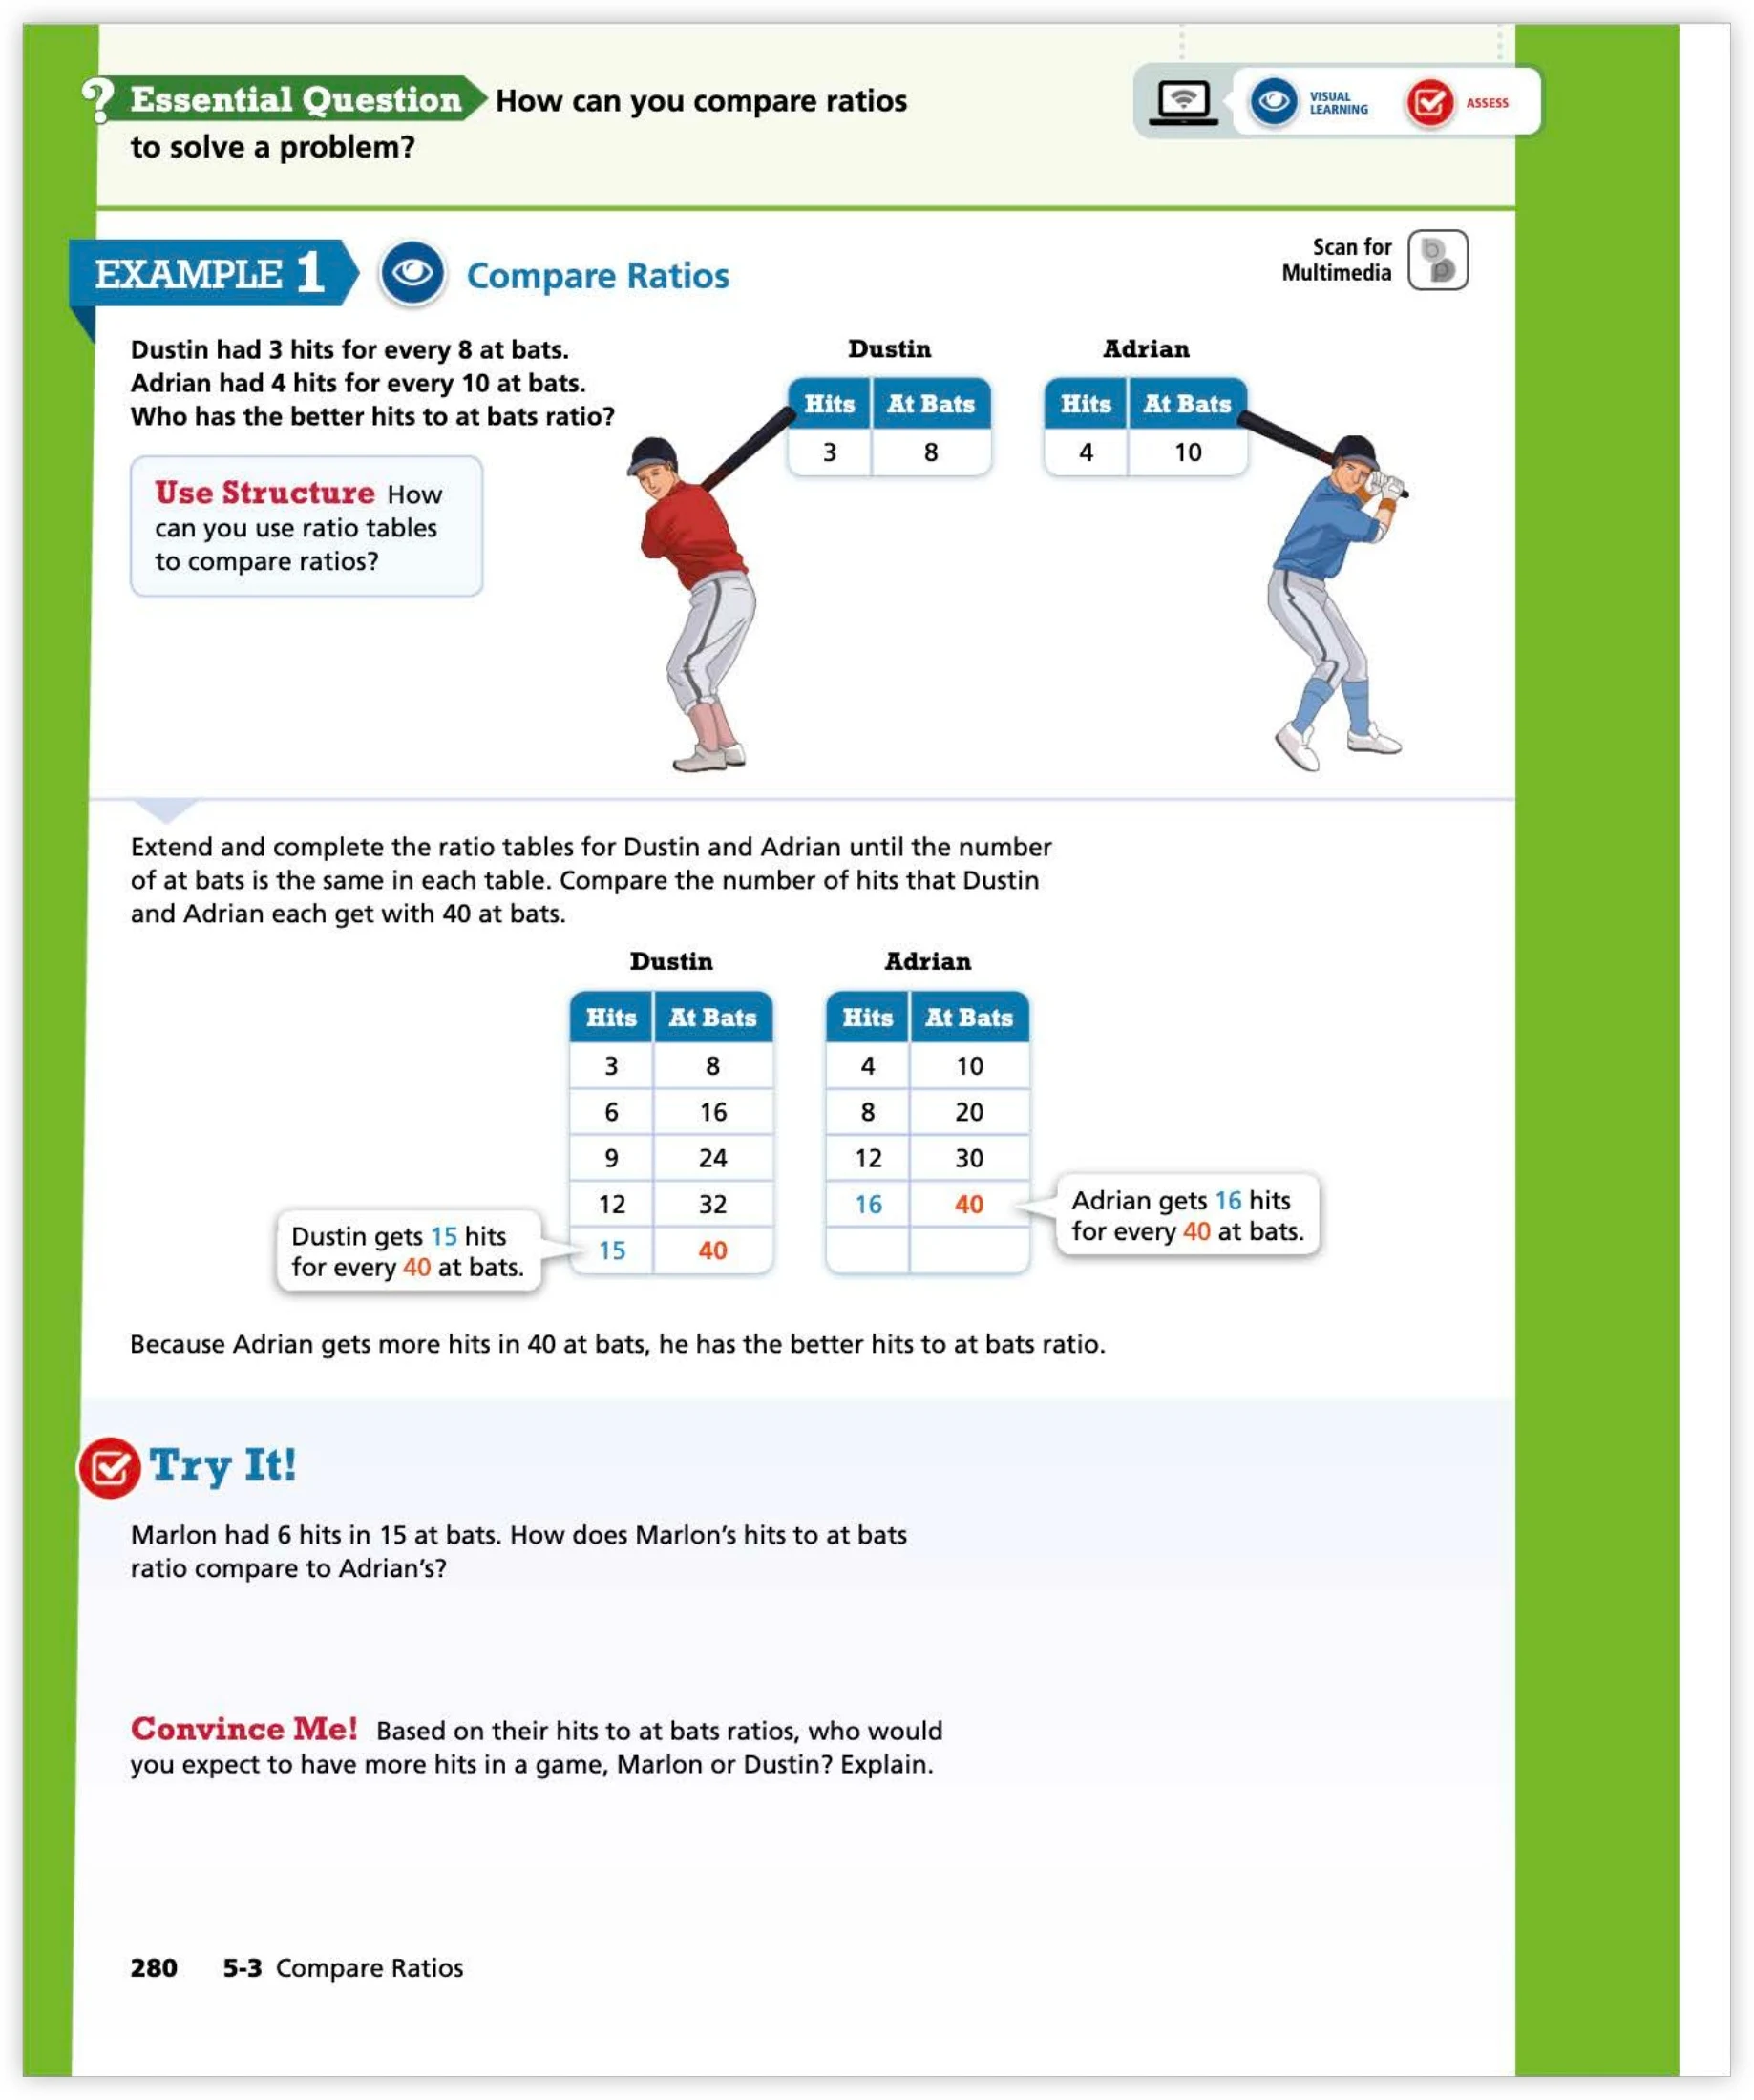 ? Essential Question How can you compare ratios
to solve a problem?
VISUAL
LEARNING
ASSESS
EXAMPLE 1 Compare Ratios
Scan for
Multimedia
Dustin had 3 hits for every 8 at bats.
Adrian had 4 hits for every 10 at bats.
Who has the better hits to at bats ratio?
Use Structure How
can you use ratio tables
to compare ratios?
Dustin Adrian
Hits At Bats Hits At Bats
3 8 4 10
Extend and complete the ratio tables for Dustin and Adrian until the number
of at bats is the same in each table. Compare the number of hits that Dustin
and Adrian each get with 40 at bats.
Dustin Adrian
Hits At Bats Hits At Bats
3 8 4 10
6 16 8 20
9 24 12 30
12 32 16 40
15 40
Dustin gets 15 hits
for every 40 at bats.
Adrian gets 16 hits
for every 40 at bats.
Because Adrian gets more hits in 40 at bats, he has the better hits to at bats ratio.
Try It!
Marlon had 6 hits in 15 at bats. How does Marlon’s hits to at bats
ratio compare to Adrian’s?
Convince Me! Based on their hits to at bats ratios, who would
you expect to have more hits in a game, Marlon or Dustin? Explain.
280 5-3 Compare Ratios